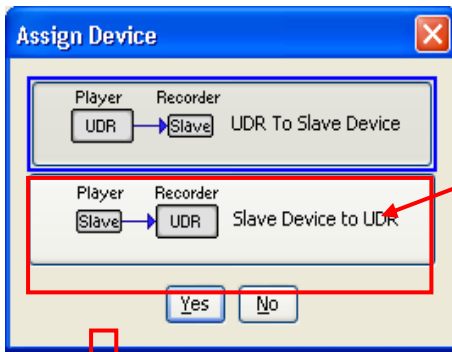 Assign Device
Player Recorder
UDR Slave UDR To Slave Device
Player Recorder
Slave UDR Slave Device to UDR
Yes No